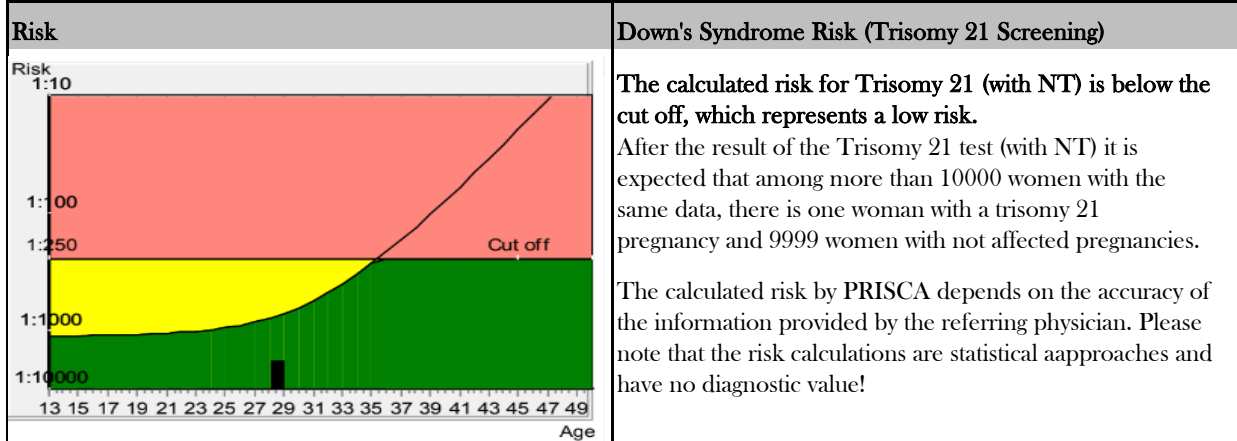 Risk
Down's Syndrome Risk (Trisomy 21 Screening)
Risk
1:10
1:100
1:250
Cut off
1:1000
1:10000
13 15 17 19 21 23 25 27 29 31 33 35 37 39 41 43 45 47 49
Age
The calculated risk for Trisomy 21 (with NT) is below the
cut off, which represents a low risk.
After the result of the Trisomy 21 test (with NT) it is
expected that among more than 10000 women with the
same data, there is one woman with a trisomy 21
pregnancy and 9999 women with not affected pregnancies.
The calculated risk by PRISCA depends on the accuracy of
the information provided by the referring physician. Please
note that the risk calculations are statistical aapproaches and
have no diagnostic value!